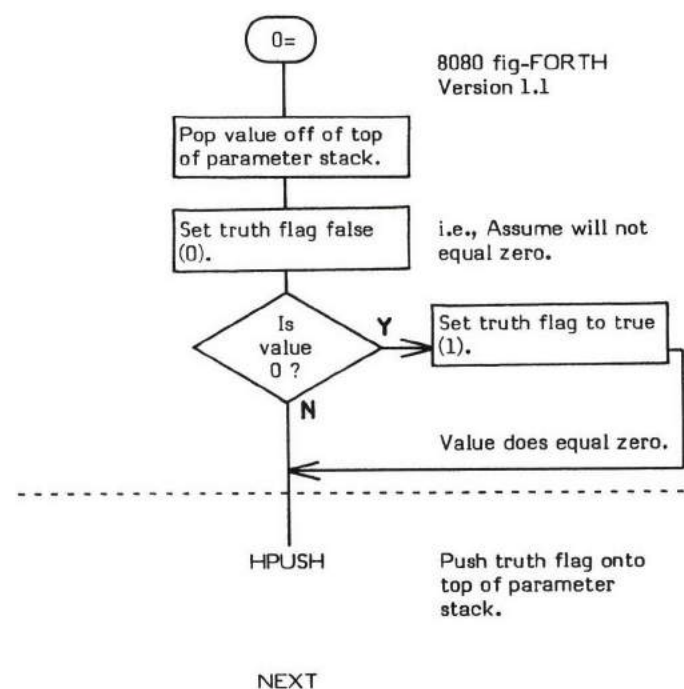 0=
8080 fig-FORTH
Version 1.1
Pop value off of top
of parameter stack.
Set truth flag false
(0).
i.e., Assume will not
equal zero.
Is
value
0 ?
Y
N
Set truth flag to true
(1).
Value does equal zero.
HPUSH
Push truth flag onto
top of parameter
stack.
NEXT